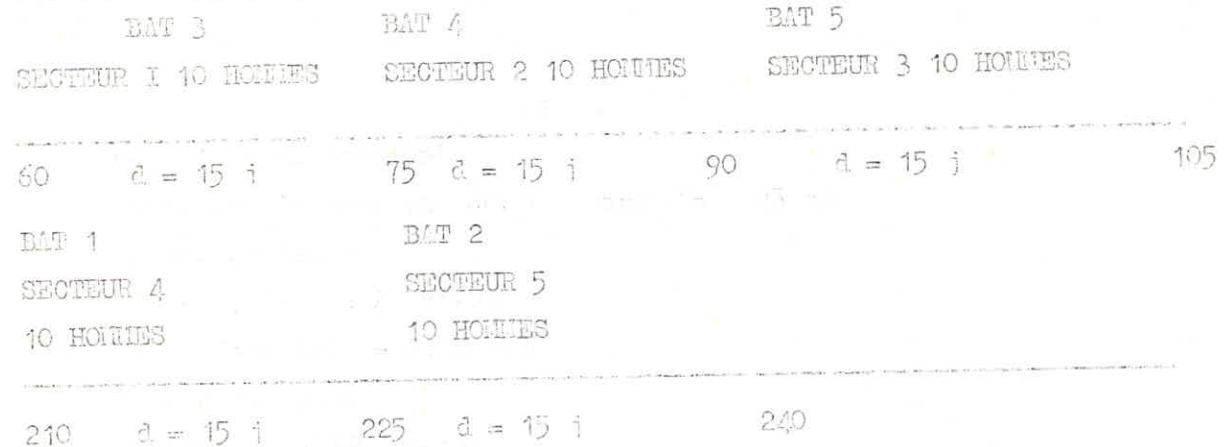 BAT 3 BAT 4 BAT 5
SECTEUR I 10 HOMMES SECTEUR 2 10 HOMMES SECTEUR 3 10 HOMMES
60 d = 15 j 75 d = 15 j 90 d = 15 j 105
BAT 1 BAT 2
SECTEUR 4 SECTEUR 5
10 HOMMES 10 HOMMES
210 d = 15 j 225 d = 15 j 240